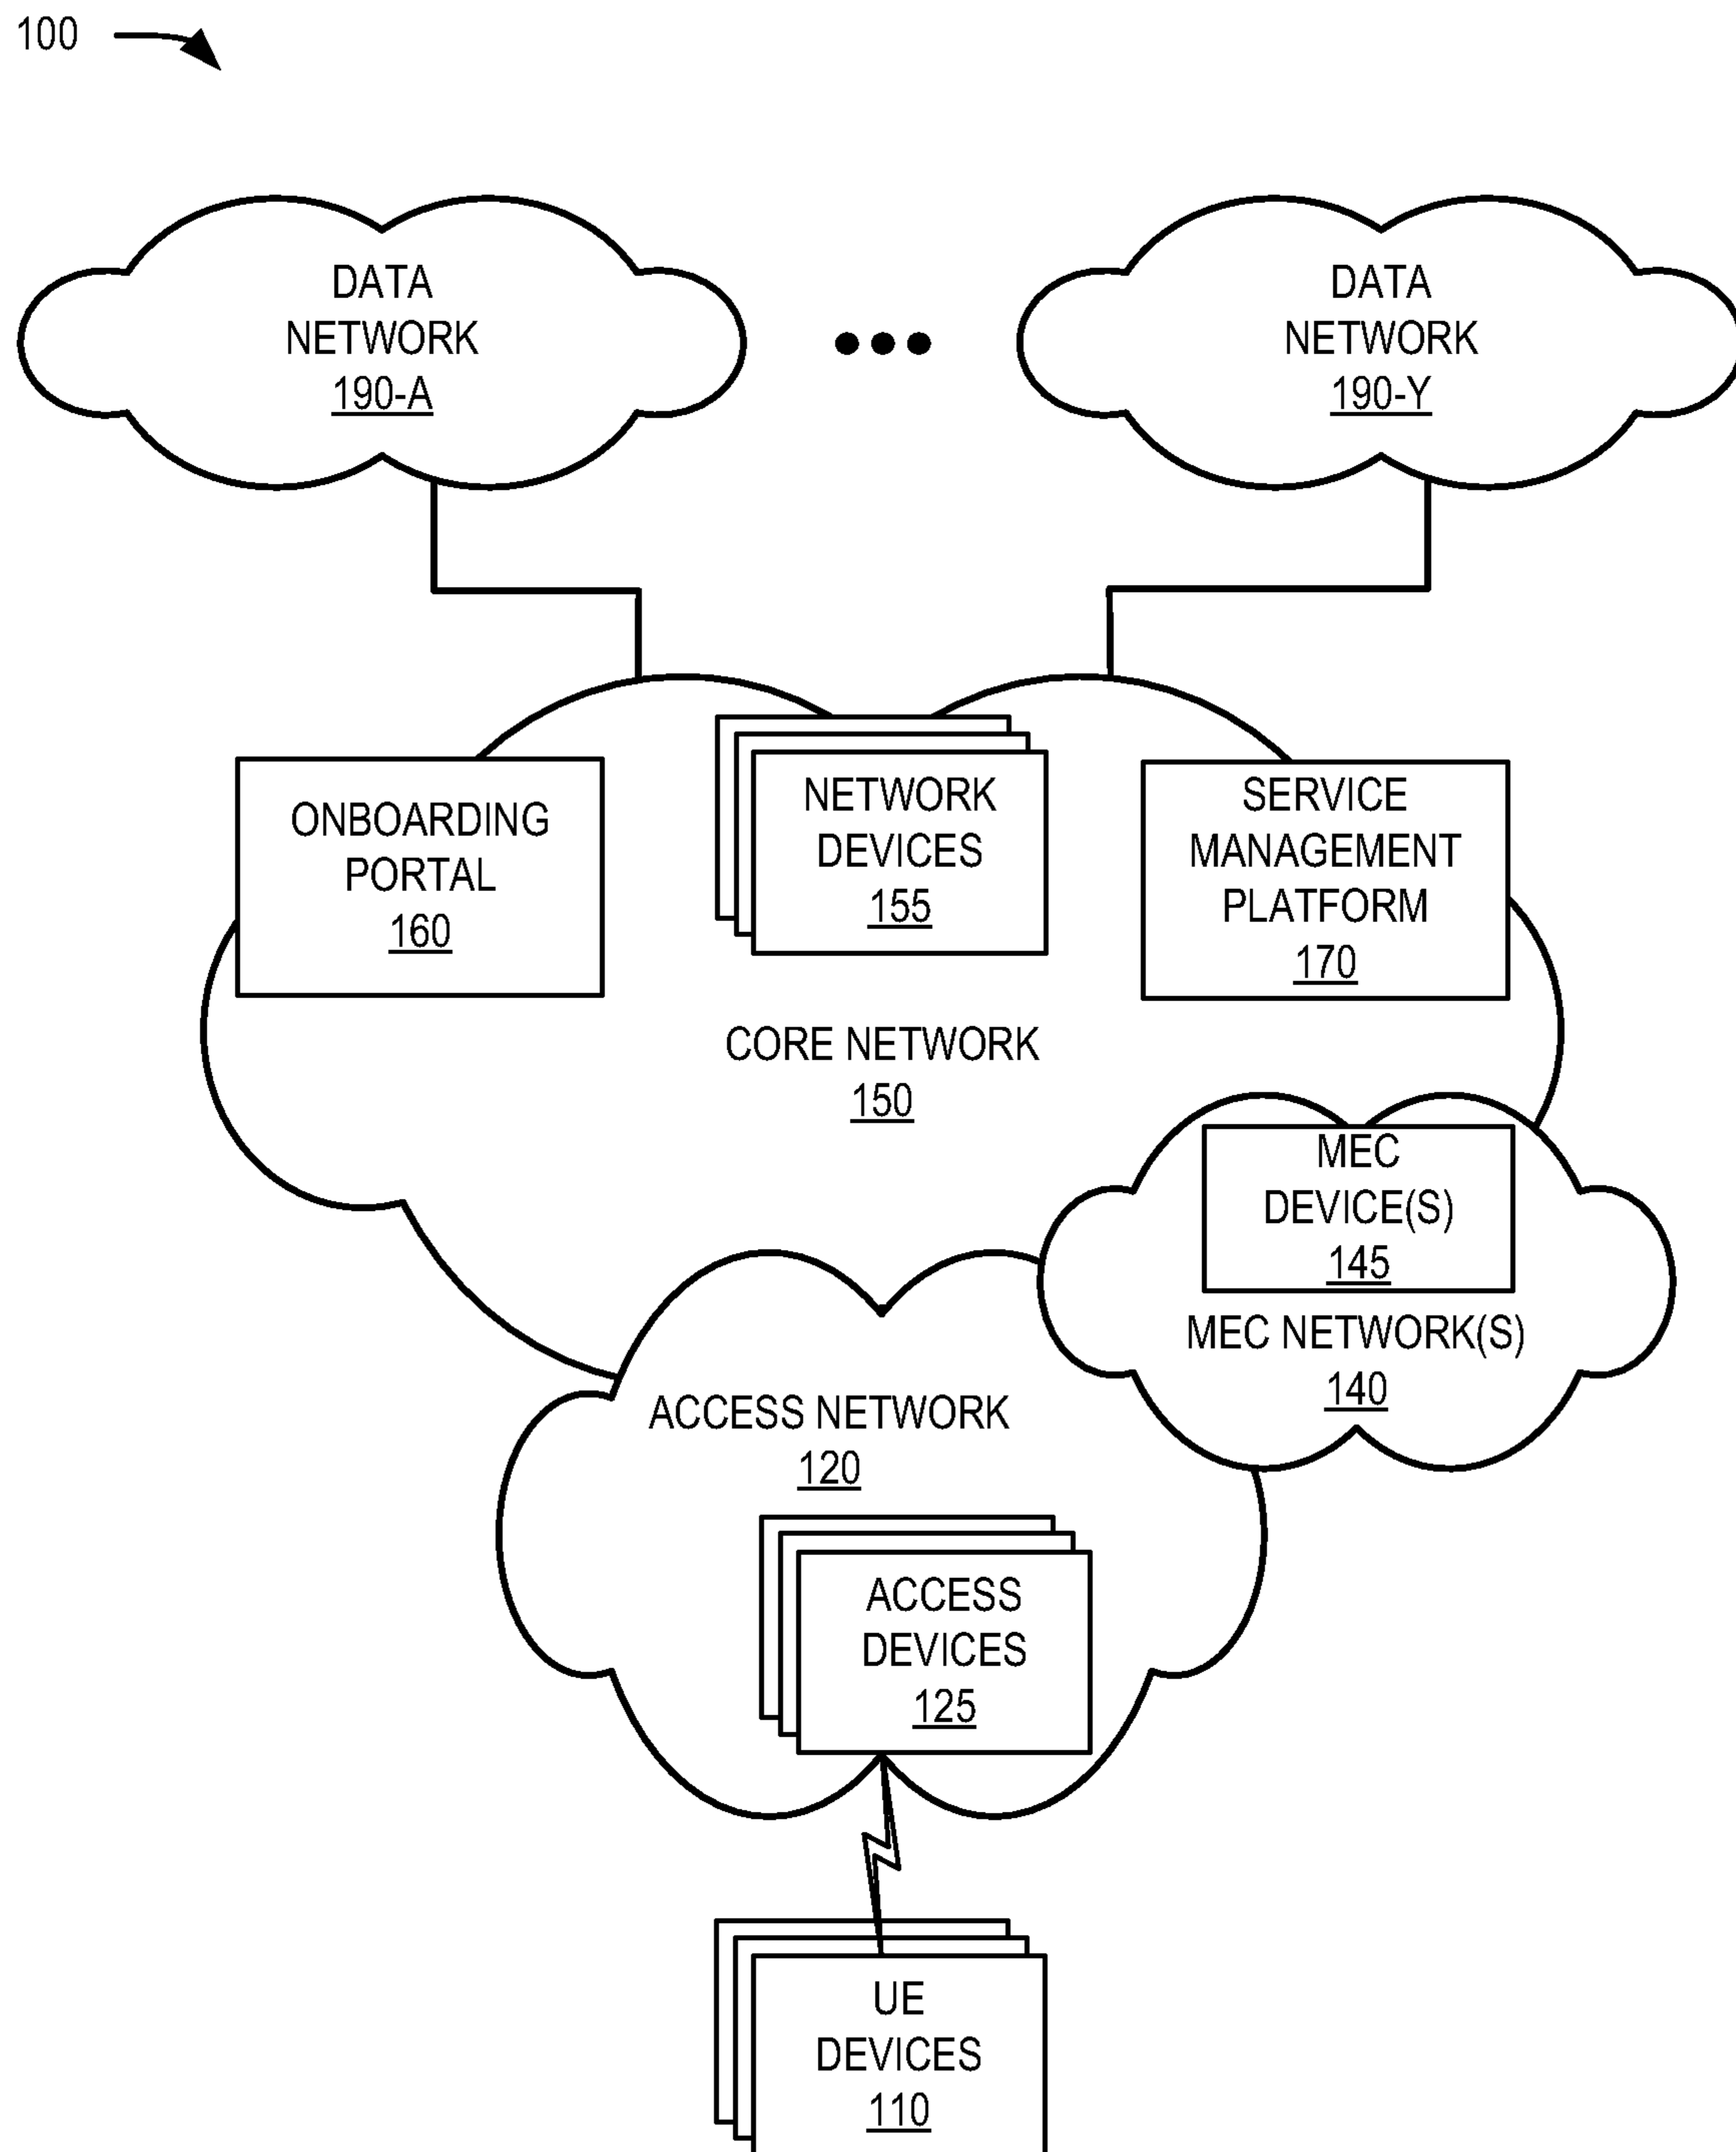 100
DATA
NETWORK
190-A
DATA
NETWORK
190-Y
ONBOARDING
PORTAL
160
NETWORK
DEVICES
155
SERVICE
MANAGEMENT
PLATFORM
170
CORE NETWORK
150
MEC
DEVICE(S)
145
MEC NETWORK(S)
140
ACCESS NETWORK
120
ACCESS
DEVICES
125
UE
DEVICES
110